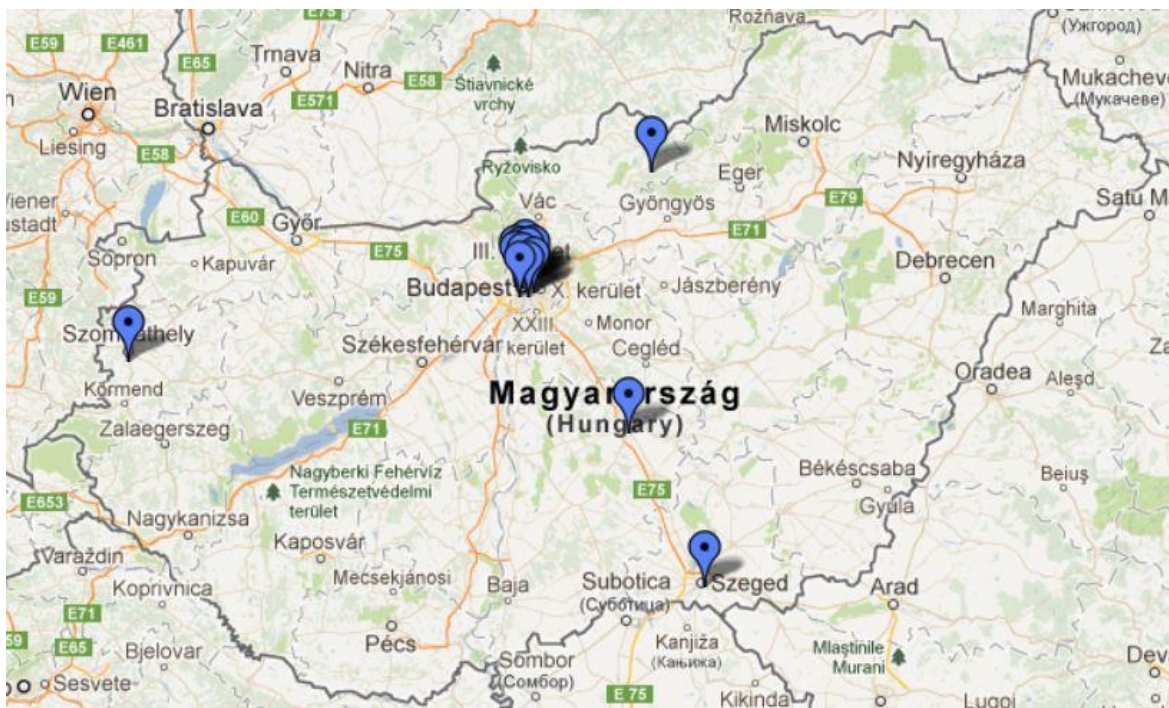 Rožňava
(Ужгород)
E59
E461
E65
E75
Trnava
Nitra
E58
E571
Štiavnické
vrchy
Mukacheve
(Мукачеве)
Wien
Bratislava
Liesing
E58
Miskolc
Ryžovisko
Nyíregyháza
Eger
Wiener
ustadt
Vác
Gyöngyös
E79
Satu M
E60
Győr
Sopron
Kapuvár
E75
III.
E71
Debrecen
E59
Budapest
X. kerület
Jászberény
XXIII.
kerület
Monor
Cegléd
Marghita
Székesfehérvár
Körmend
Veszprém
Magyarország
(Hungary)
Oradea
Aleşd
Zalaegerszeg
E71
Nagyberki Fehérvíz
Természetvédelmi
terület
E75
Békéscsaba
Gyula
Beiuş
E653
Nagykanizsa
Varaždin
Kaposvár
Koprivnica
Mecsekjánosi
Baja
Subotica
(Суботица)
Szeged
Arad
E71
E65
Pécs
Bjelovar
Kanjiža
(Кањижа)
Mlaştinile
Murani
Sombor
(Сомбор)
Sesvete
E 75
Kikinda
Lugoj
Dev